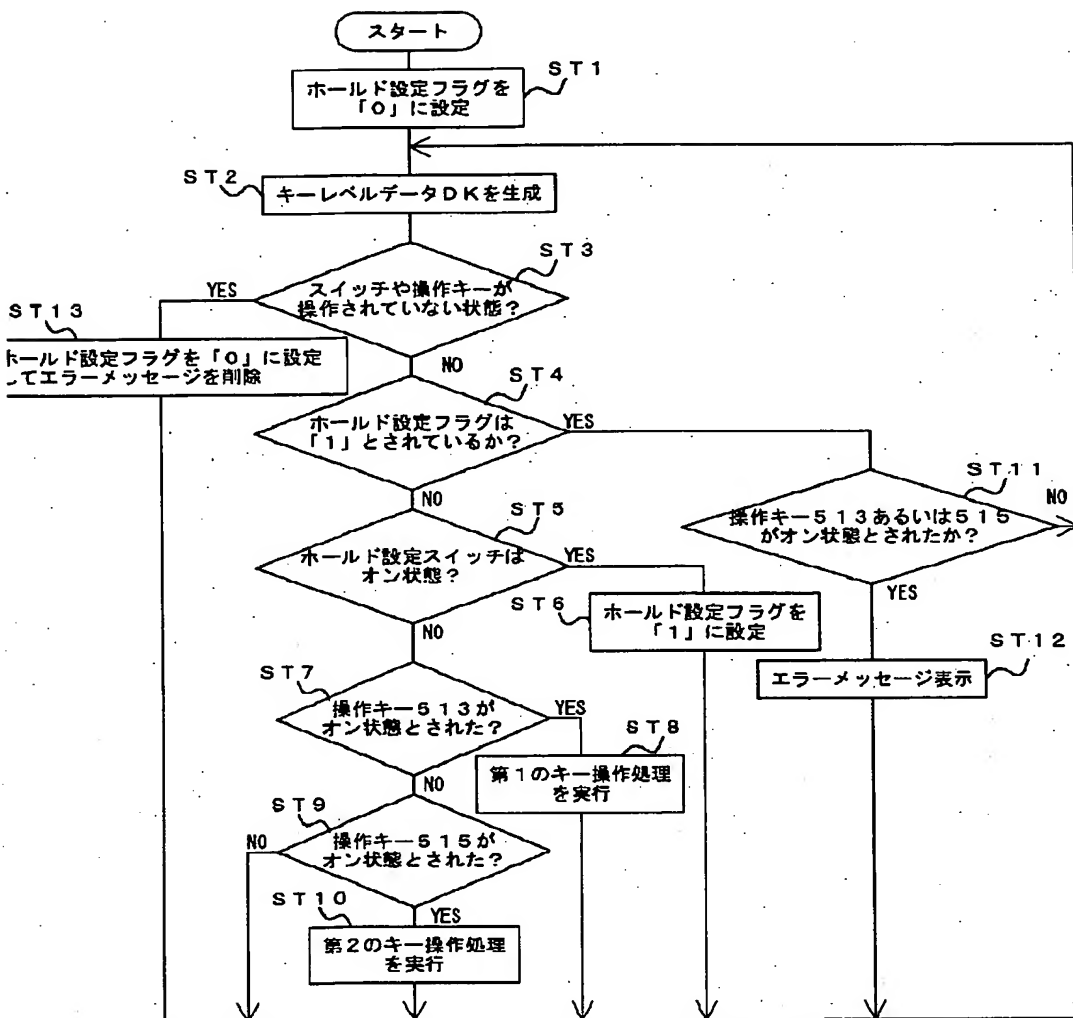 スタート
ST1
ホールド設定フラグを
「0」に設定
ST2
キーレベルデータDKを生成
ST3
スイッチや操作キーが
操作されていない状態?
YES
NO
ST13
ホールド設定フラグを「0」に設定
してエラーメッセージを削除
ST4
ホールド設定フラグは
「1」とされているか?
YES
NO
ST11
操作キー513あるいは515
がオン状態とされたか?
NO
YES
ST5
ホールド設定スイッチは
オン状態?
YES
NO
ST6
ホールド設定フラグを
「1」に設定
ST12
エラーメッセージ表示
ST7
操作キー513が
オン状態とされた?
YES
NO
ST8
第1のキー操作処理
を実行
ST9
操作キー515が
オン状態とされた?
NO
YES
ST10
第2のキー操作処理
を実行